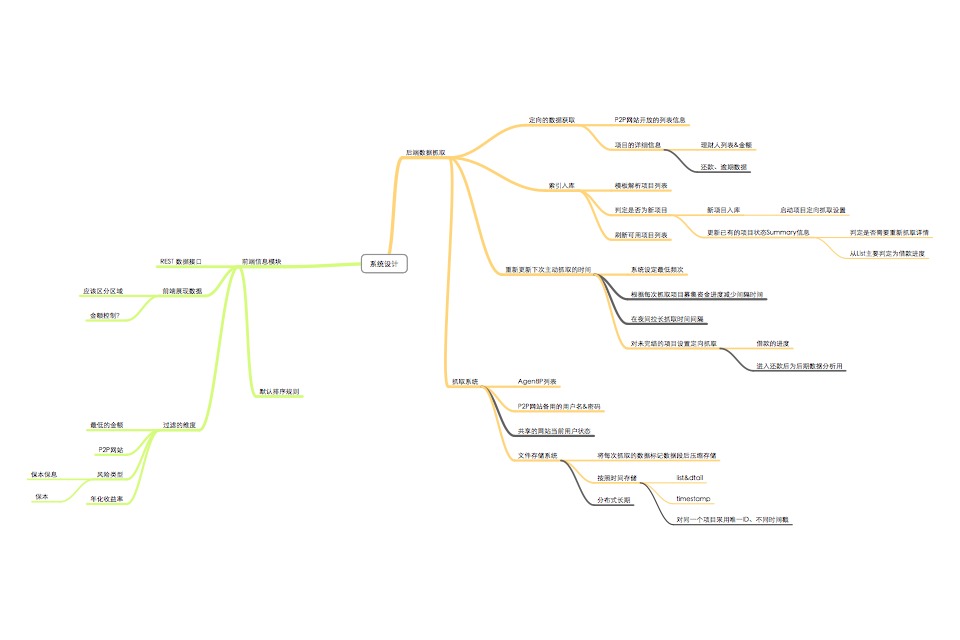 系统设计
后端数据抓取
定向的数据获取
P2P网站开放的列表信息
项目的详细信息
理财人列表&金额
还款、逾期数据
索引入库
模板解析项目列表
判定是否为新项目
新项目入库
启动项目定向抓取设置
更新已有的项目状态Summary信息
判定是否需要重新抓取详情
从List主要判定为借款进度
刷新可用项目列表
重新更新下次主动抓取的时间
系统设定最低频次
根据每次抓取项目募集资金进度减少间隔时间
在夜间拉长抓取时间间隔
对未完结的项目设置定向抓取
借款的进度
进入还款后为后期数据分析用
抓取系统
AgentIP列表
P2P网站备用的用户名&密码
共享的网站当前用户状态
文件存储系统
将每次抓取的数据标记数据段后压缩存储
按照时间存储
list&dtail
timestamp
对同一个项目采用唯一ID、不同时间戳
分布式长期
前端信息模块
REST 数据接口
前端展现数据
应该区分区域
金额控制?
默认排序规则
过滤的维度
最低的金额
P2P网站
风险类型
保本保息
保本
年化收益率